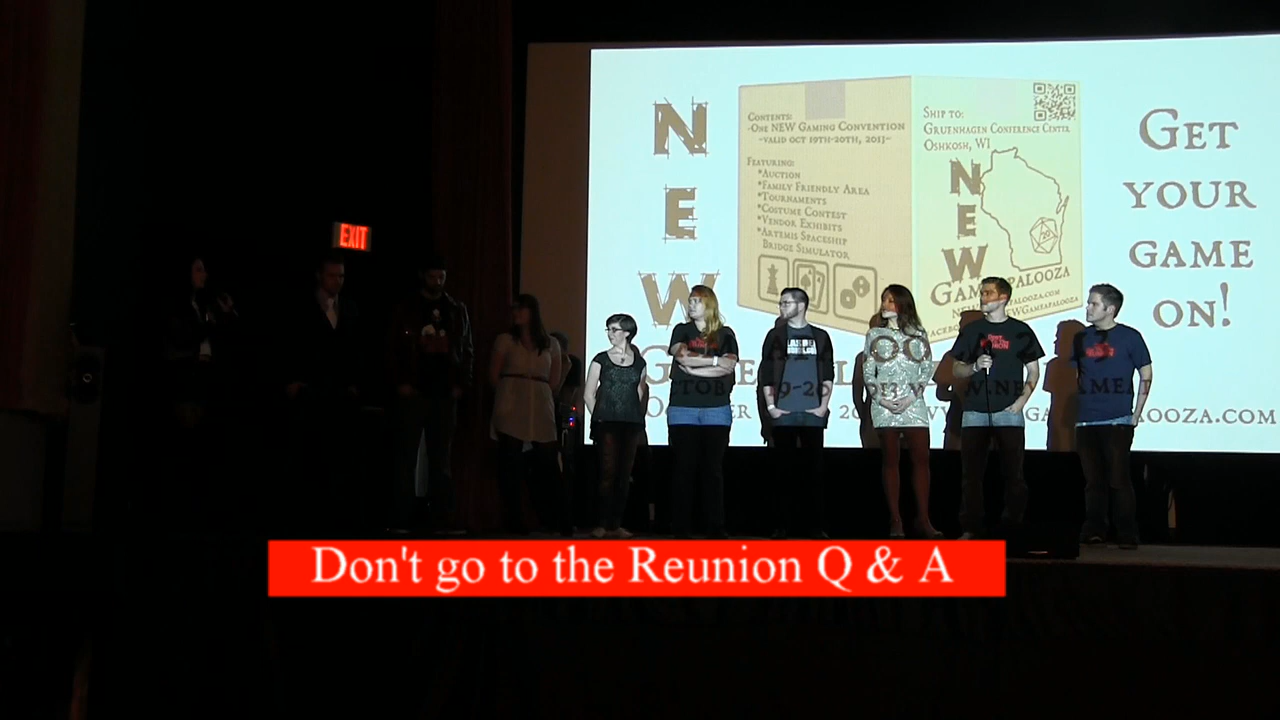 EXIT
NEW
Contents:
-One NEW Gaming Convention
-valid Oct 19th-20th, 2013-
Featuring:
*Auction
*Family Friendly Area
*Tournaments
*Costume Contest
*Vendor Exhibits
*Artemis Spaceship
Bridge Simulator
Ship to:
Gruenhagen Conference Center
Oshkosh, WI
NEW
20
Gameapalooza
Get
your
game
on!
Don't go to the Reunion Q & A